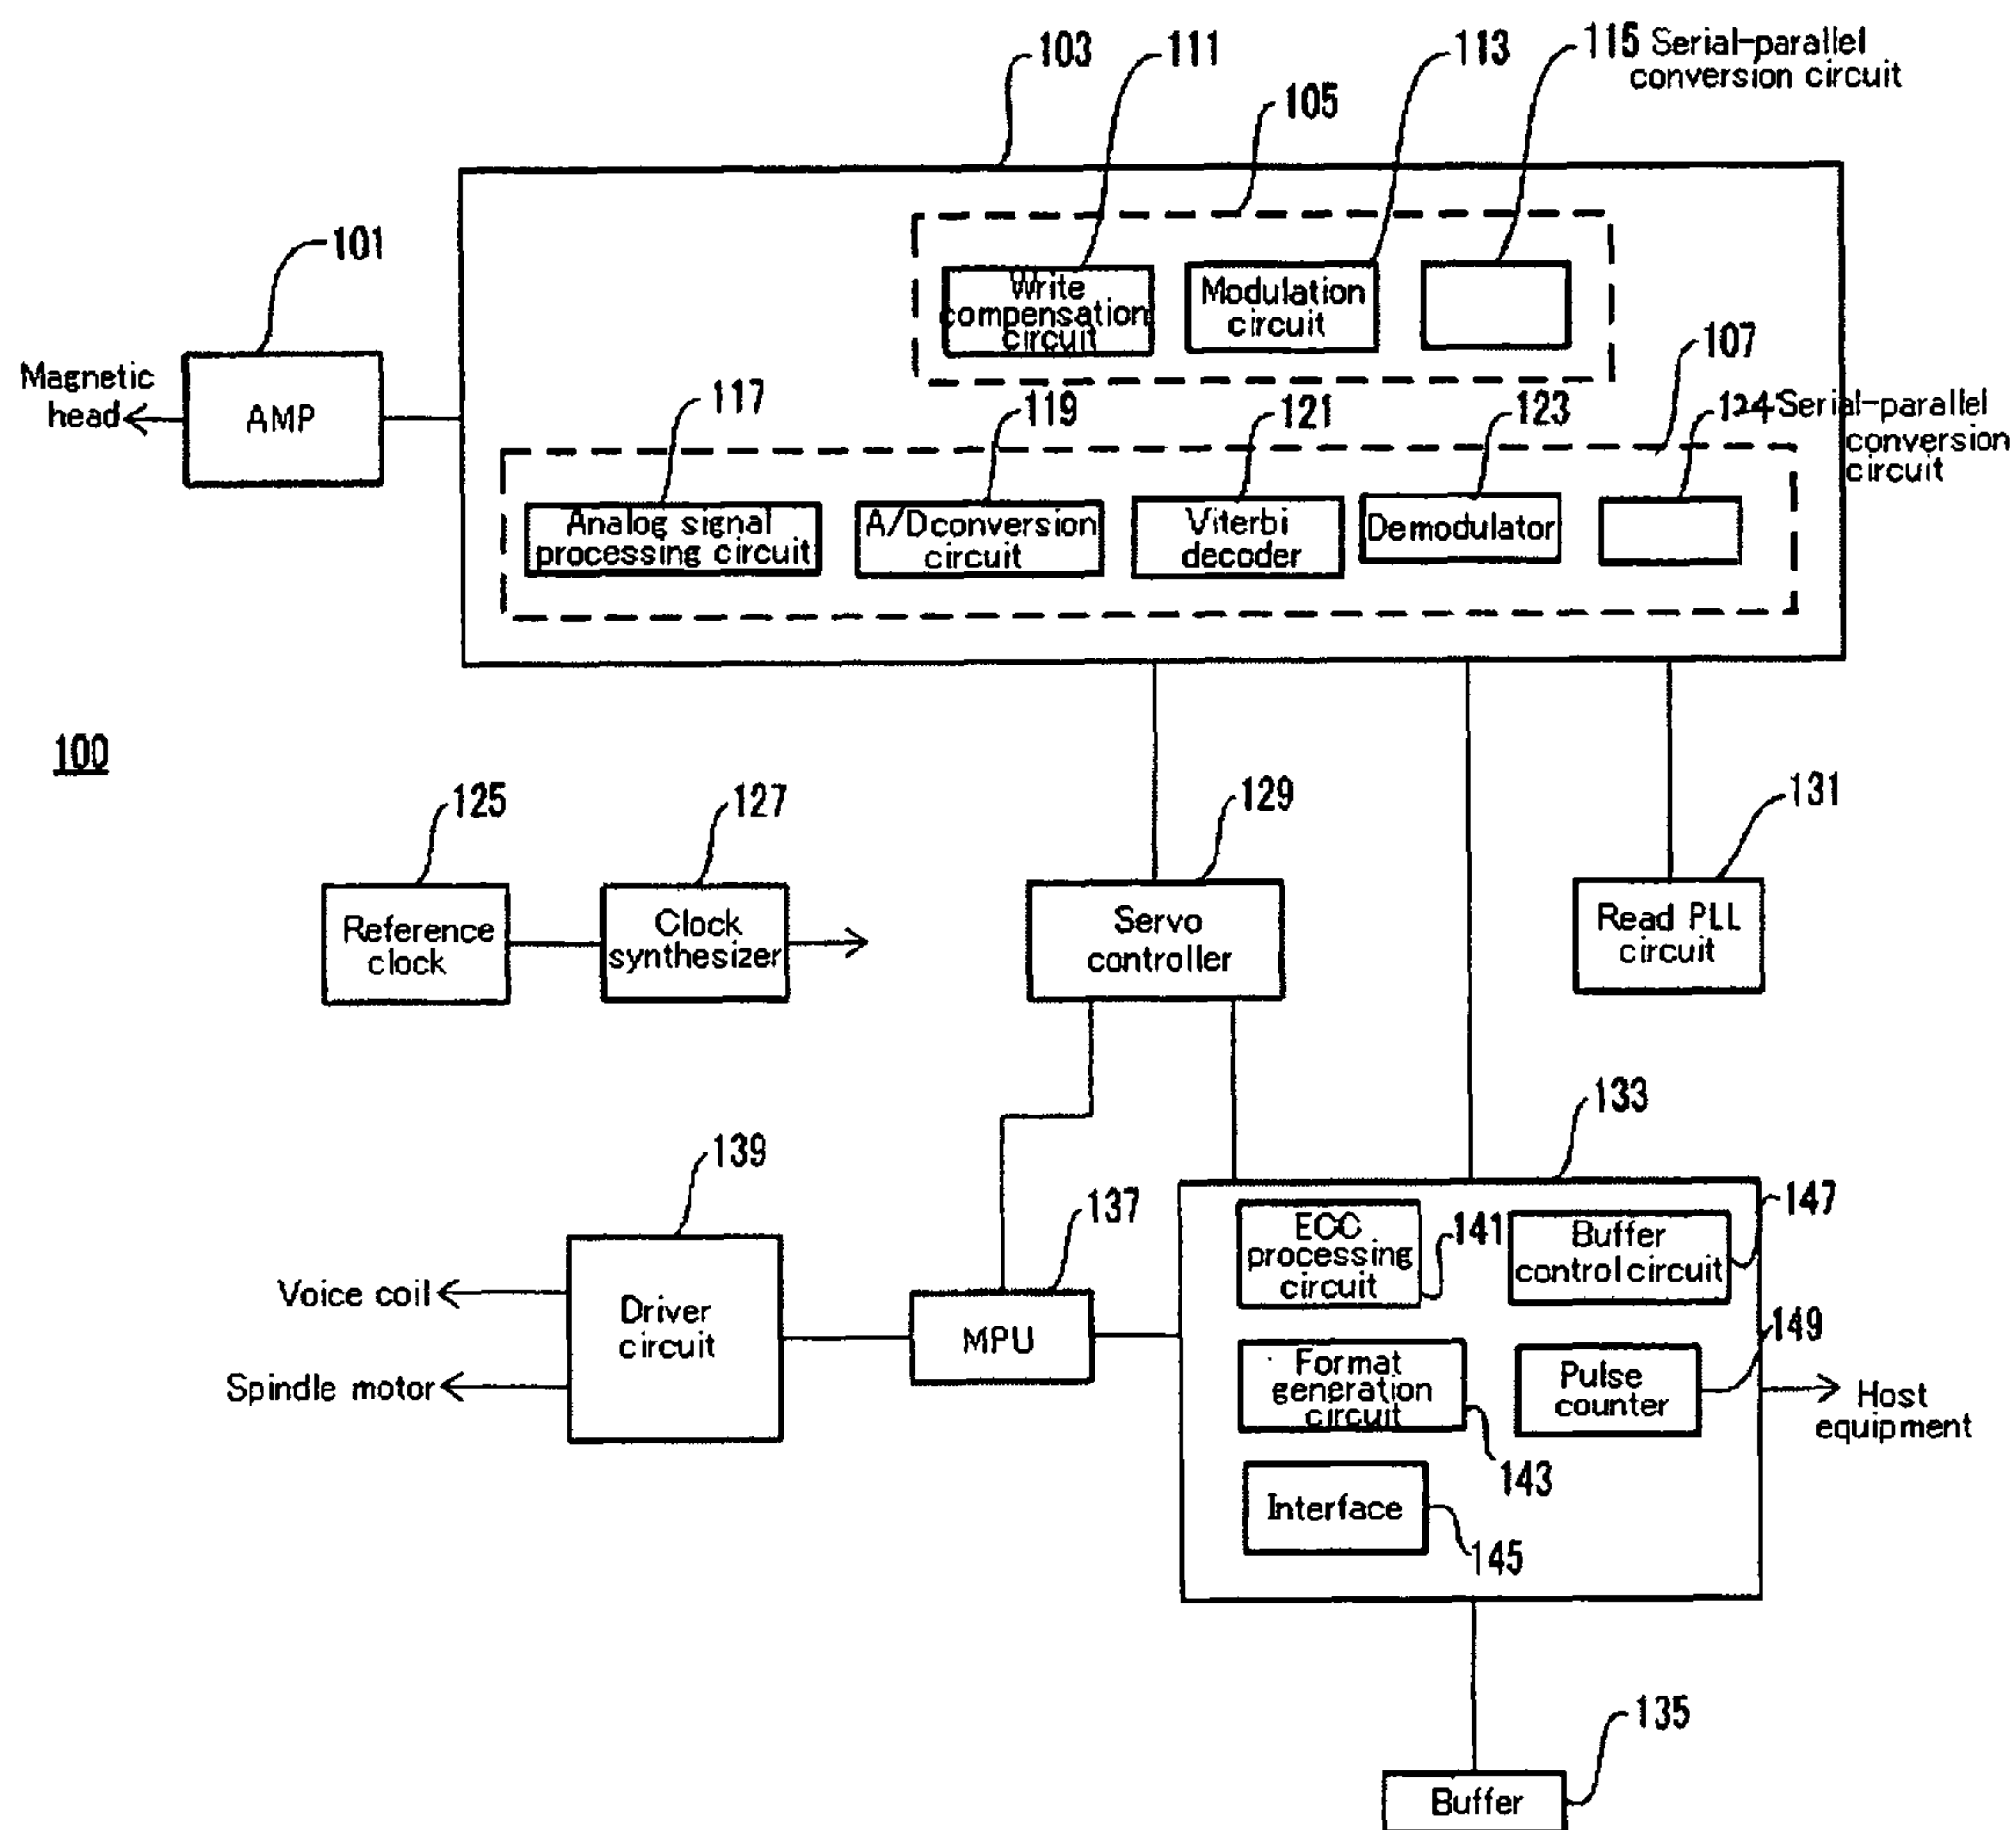 103
111
113
115 Serial-parallel
conversion circuit
105
101
Write
compensation
circuit
Modulation
circuit
107
Magnetic
head
AMP
117
119
121
123
124 Serial-parallel
conversion
circuit
Analog signal
processing circuit
A/D conversion
circuit
Viterbi
decoder
Demodulator
100
125
127
129
131
Reference
clock
Clock
synthesizer
Servo
controller
Read PLL
circuit
133
139
137
147
ECC
processing
circuit
141
Buffer
control circuit
Voice coil
Driver
circuit
MPU
149
Format
generation
circuit
Pulse
counter
Spindle motor
Host
equipment
143
Interface
145
135
Buffer